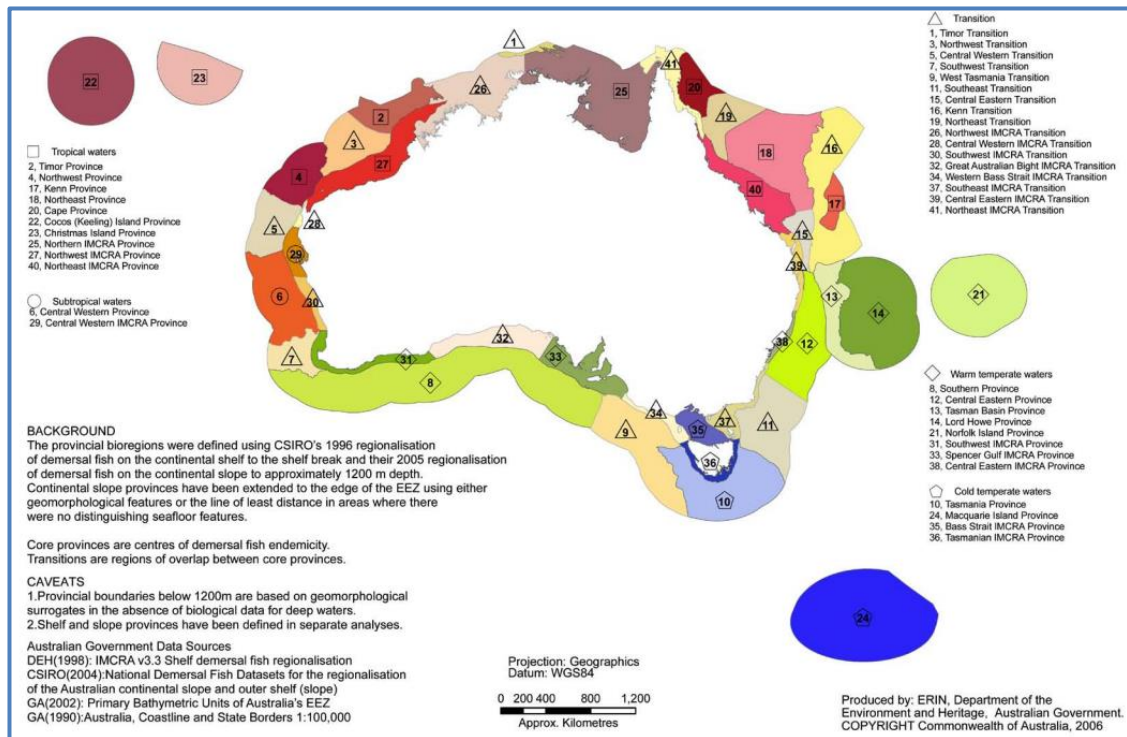 Transition
1, Timor Transition
3, Northwest Transition
5, Central Western Transition
7, Southwest Transition
9, West Tasmania Transition
11, Southeast Transition
15, Central Eastern Transition
16, Kenn Transition
19, Northeast Transition
26, Northwest IMCRA Transition
28, Central Western IMCRA Transition
30, Southwest IMCRA Transition
32, Great Australian Bight IMCRA Transition
34, Western Bass Strait IMCRA Transition
37, Southeast IMCRA Transition
39, Central Eastern IMCRA Transition
41, Northeast IMCRA Transition
22
23
1
26
25
41
20
2
19
3
18
16
27
4
40
17
28
5
15
29
39
6
30
13
14
21
38
12
7
31
32
33
8
34
37
11
9
35
36
10
24
Tropical waters
2, Timor Province
4, Northwest Province
17, Kenn Province
18, Northeast Province
20, Cape Province
22, Cocos (Keeling) Island Province
23, Christmas Island Province
25, Northern IMCRA Province
27, Northwest IMCRA Province
40, Northeast IMCRA Province
Subtropical waters
6, Central Western Province
29, Central Western IMCRA Province
Warm temperate waters
8, Southern Province
12, Central Eastern Province
13, Tasman Basin Province
14, Lord Howe Province
21, Norfolk Island Province
31, Southwest IMCRA Province
33, Spencer Gulf IMCRA Province
38, Central Eastern IMCRA Province
Cold temperate waters
10, Tasmania Province
24, Macquarie Island Province
35, Bass Strait IMCRA Province
36, Tasmanian IMCRA Province
BACKGROUND
The provincial bioregions were defined using CSIRO's 1996 regionalisation
of demersal fish on the continental shelf to the shelf break and their 2005 regionalisation
of demersal fish on the continental slope to approximately 1200 m depth.
Continental slope provinces have been extended to the edge of the EEZ using either
geomorphological features or the line of least distance in areas where there
were no distinguishing seafloor features.
Core provinces are centres of demersal fish endemicity.
Transitions are regions of overlap between core provinces.
CAVEATS
1.Provincial boundaries below 1200m are based on geomorphological
surrogates in the absence of biological data for deep waters.
2.Shelf and slope provinces have been defined in separate analyses.
Australian Government Data Sources
DEH(1998): IMCRA v3.3 Shelf demersal fish regionalisation
CSIRO(2004):National Demersal Fish Datasets for the regionalisation
of the Australian continental slope and outer shelf (slope)
GA(2002): Primary Bathymetric Units of Australia's EEZ
GA(1990):Australia, Coastline and State Borders 1:100,000
Projection: Geographics
Datum: WGS84
0 200 400 800 1,200
Approx. Kilometres
Produced by: ERIN, Department of the
Environment and Heritage, Australian Government.
COPYRIGHT Commonwealth of Australia, 2006